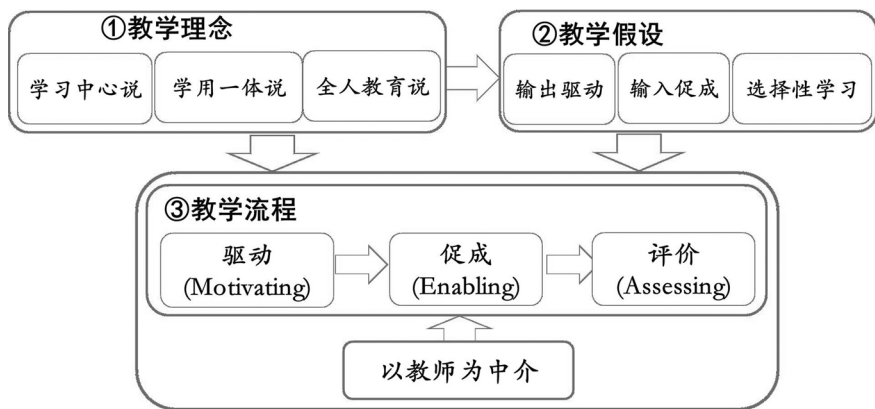 ①教学理念
学习中心说
学用一体说
全人教育说
②教学假设
输出驱动
输入促成
选择性学习
③教学流程
驱动
(Motivating)
促成
(Enabling)
评价
(Assessing)
以教师为中介